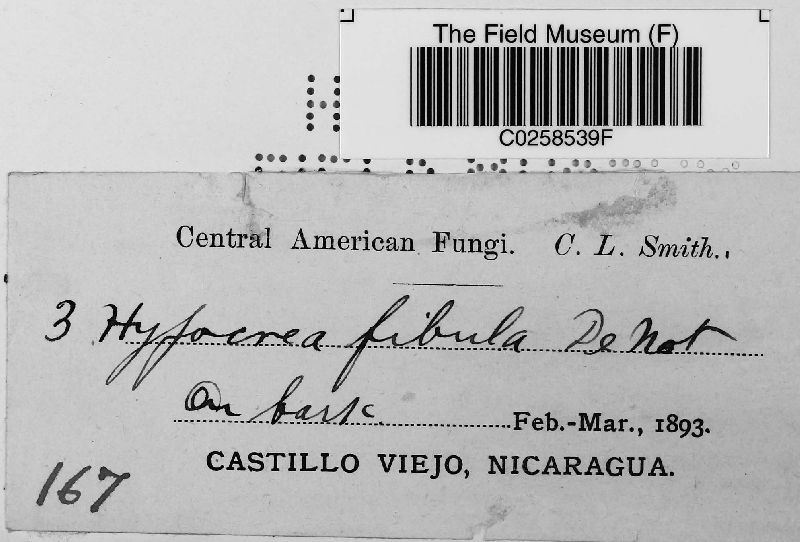 The Field Museum (F)
C0258539F
Central American Fungi. C. L. Smith.,
3 Hypocrea fibula De Not
On bark Feb.-Mar., 1893.
CASTILLO VIEJO, NICARAGUA.
167